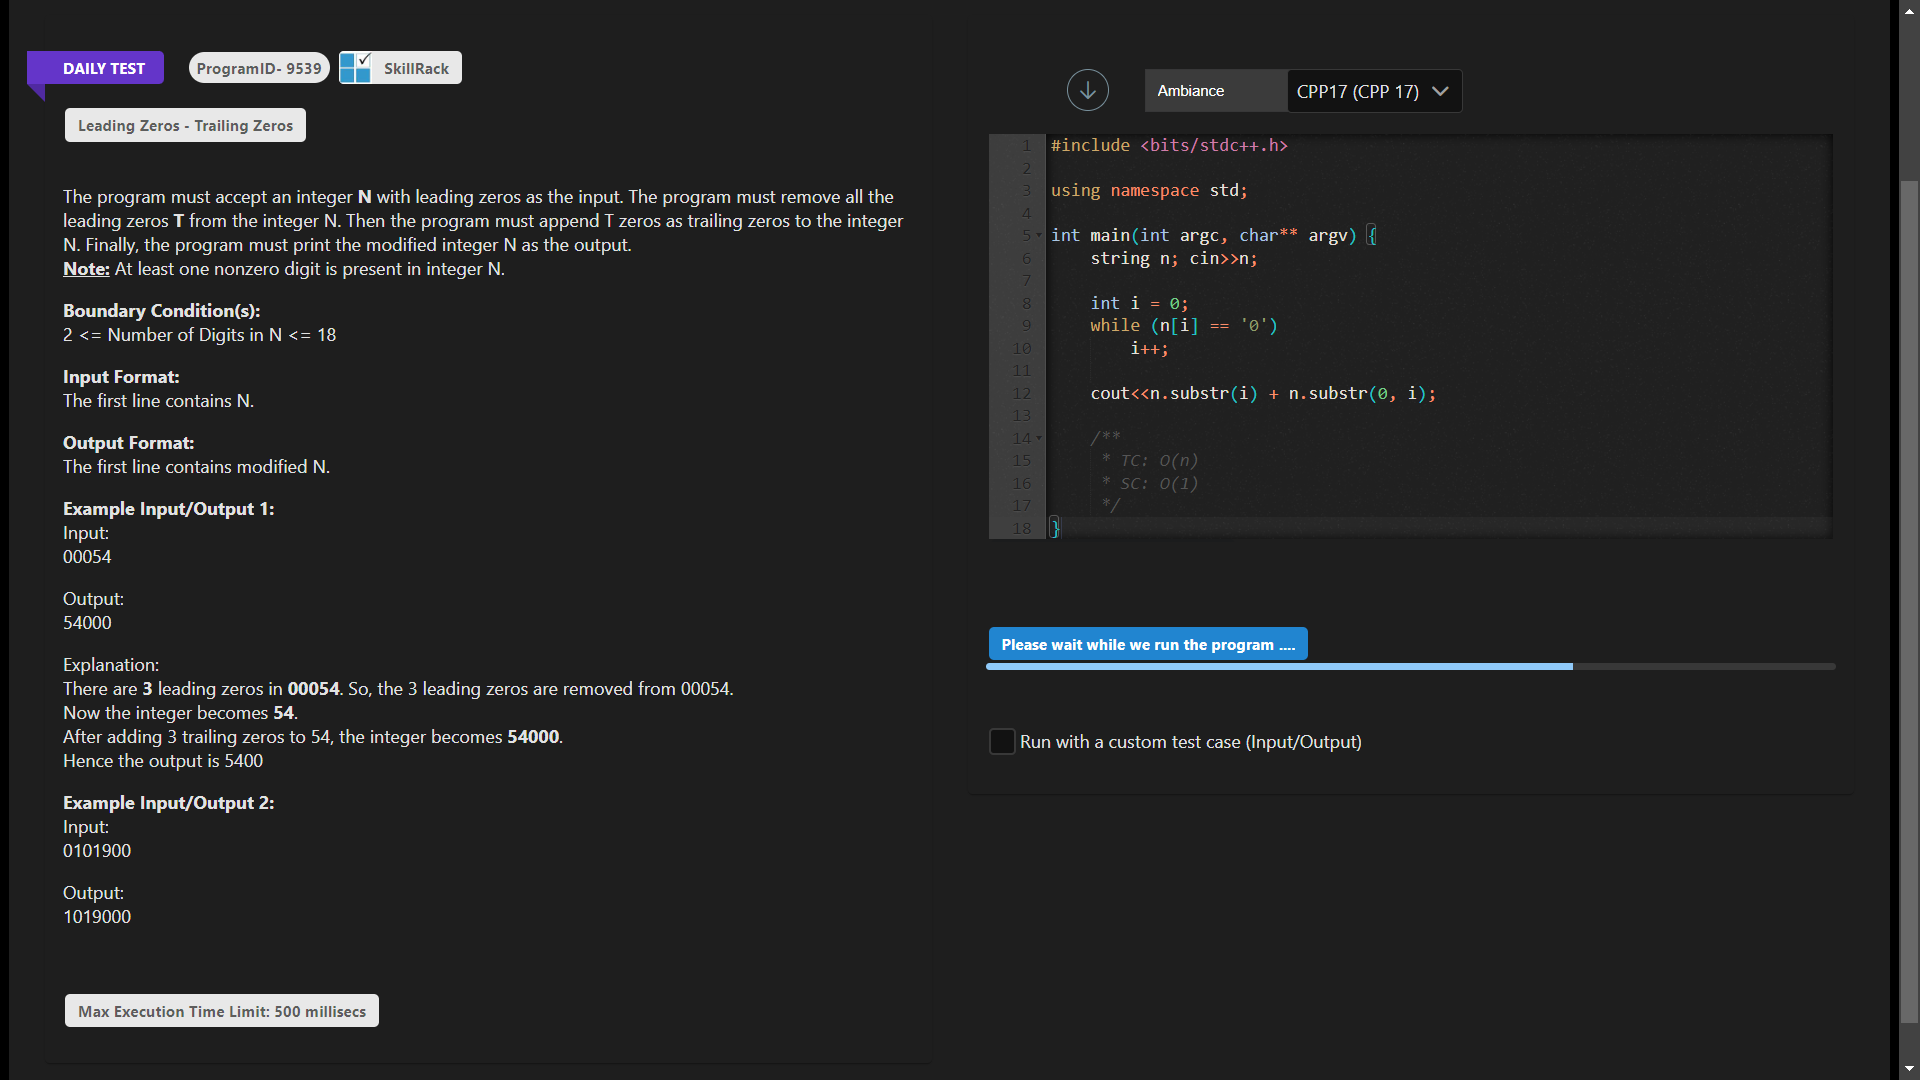 DAILY TEST
ProgramID- 9539
SkillRack
Leading Zeros - Trailing Zeros
The program must accept an integer N with leading zeros as the input. The program must remove all the
leading zeros T from the integer N. Then the program must append T zeros as trailing zeros to the integer
N. Finally, the program must print the modified integer N as the output.
Note: At least one nonzero digit is present in integer N.
Boundary Condition(s):
2 <= Number of Digits in N <= 18
Input Format:
The first line contains N.
Output Format:
The first line contains modified N.
Example Input/Output 1:
Input:
00054
Output:
54000
Explanation:
There are 3 leading zeros in 00054. So, the 3 leading zeros are removed from 00054.
Now the integer becomes 54.
After adding 3 trailing zeros to 54, the integer becomes 54000.
Hence the output is 5400
Example Input/Output 2:
Input:
0101900
Output:
1019000
Max Execution Time Limit: 500 millisecs
Ambiance
CPP17 (CPP 17)
1 #include <bits/stdc++.h>
2
3 using namespace std;
4
5 int main(int argc, char** argv) {
6 string n; cin>>n;
7
8 int i = 0;
9 while (n[i] == '0')
10 i++;
11
12 cout<<n.substr(i) + n.substr(0, i);
13
14 /**
15 * TC: O(n)
16 * SC: O(1)
17 */
18 }
Please wait while we run the program ....
Run with a custom test case (Input/Output)